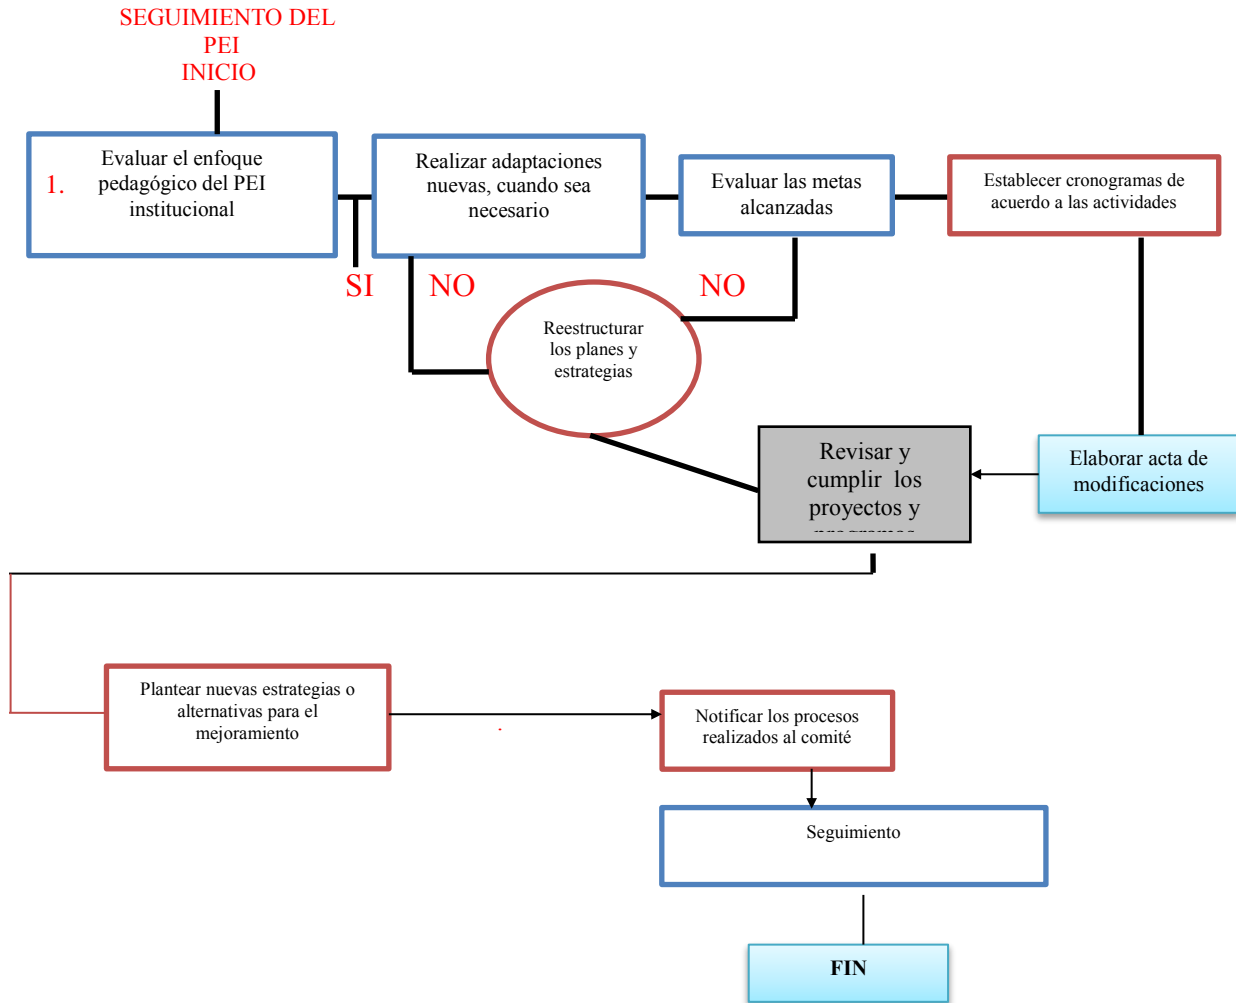 SEGUIMIENTO DEL
PEI
INICIO
1.
Evaluar el enfoque
pedagógico del PEI
institucional
Realizar adaptaciones
nuevas, cuando sea
necesario
Evaluar las metas
alcanzadas
Establecer cronogramas de
acuerdo a las actividades
SI
NO
NO
Reestructurar
los planes y
estrategias
Revisar y
cumplir los
proyectos y
Elaborar acta de
modificaciones
Plantear nuevas estrategias o
alternativas para el
mejoramiento
.
Notificar los procesos
realizados al comité
Seguimiento
FIN